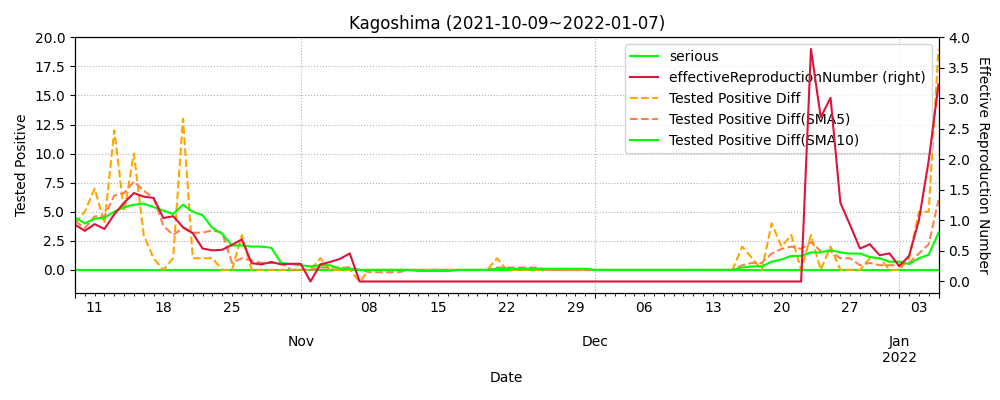 Kagoshima (2021-10-09~2022-01-07)
serious
effectiveReproductionNumber (right)
Tested Positive Diff
Tested Positive Diff(SMA5)
Tested Positive Diff(SMA10)
Tested Positive
20.0
17.5
15.0
12.5
10.0
7.5
5.0
2.5
0.0
4.0
3.5
3.0
2.5
2.0
1.5
1.0
0.5
0.0
Effective Reproduction Number
11 18 25 08 15 22 29 06 13 20 27 03
Nov Dec Jan
2022
Date